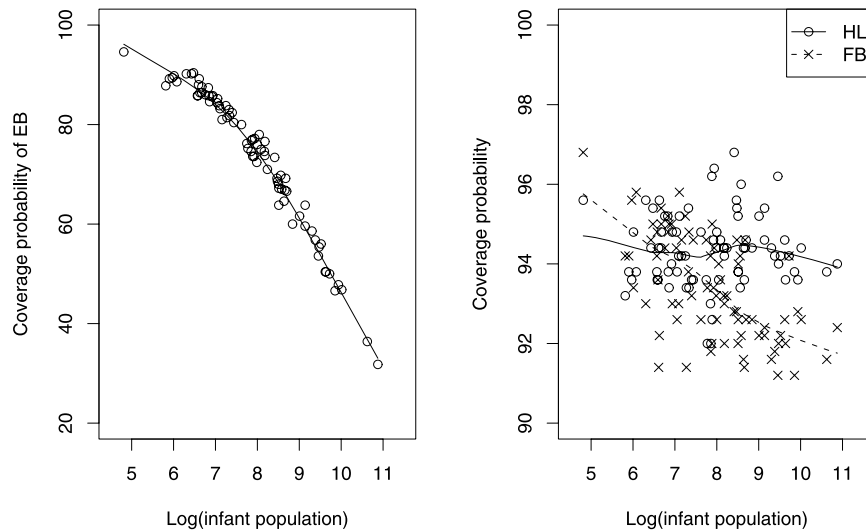 Coverage probability of EB
100
80
60
40
20
5 6 7 8 9 10 11
Log(infant population)
Coverage probability
100
98
96
94
92
90
5 6 7 8 9 10 11
Log(infant population)
HL
FB